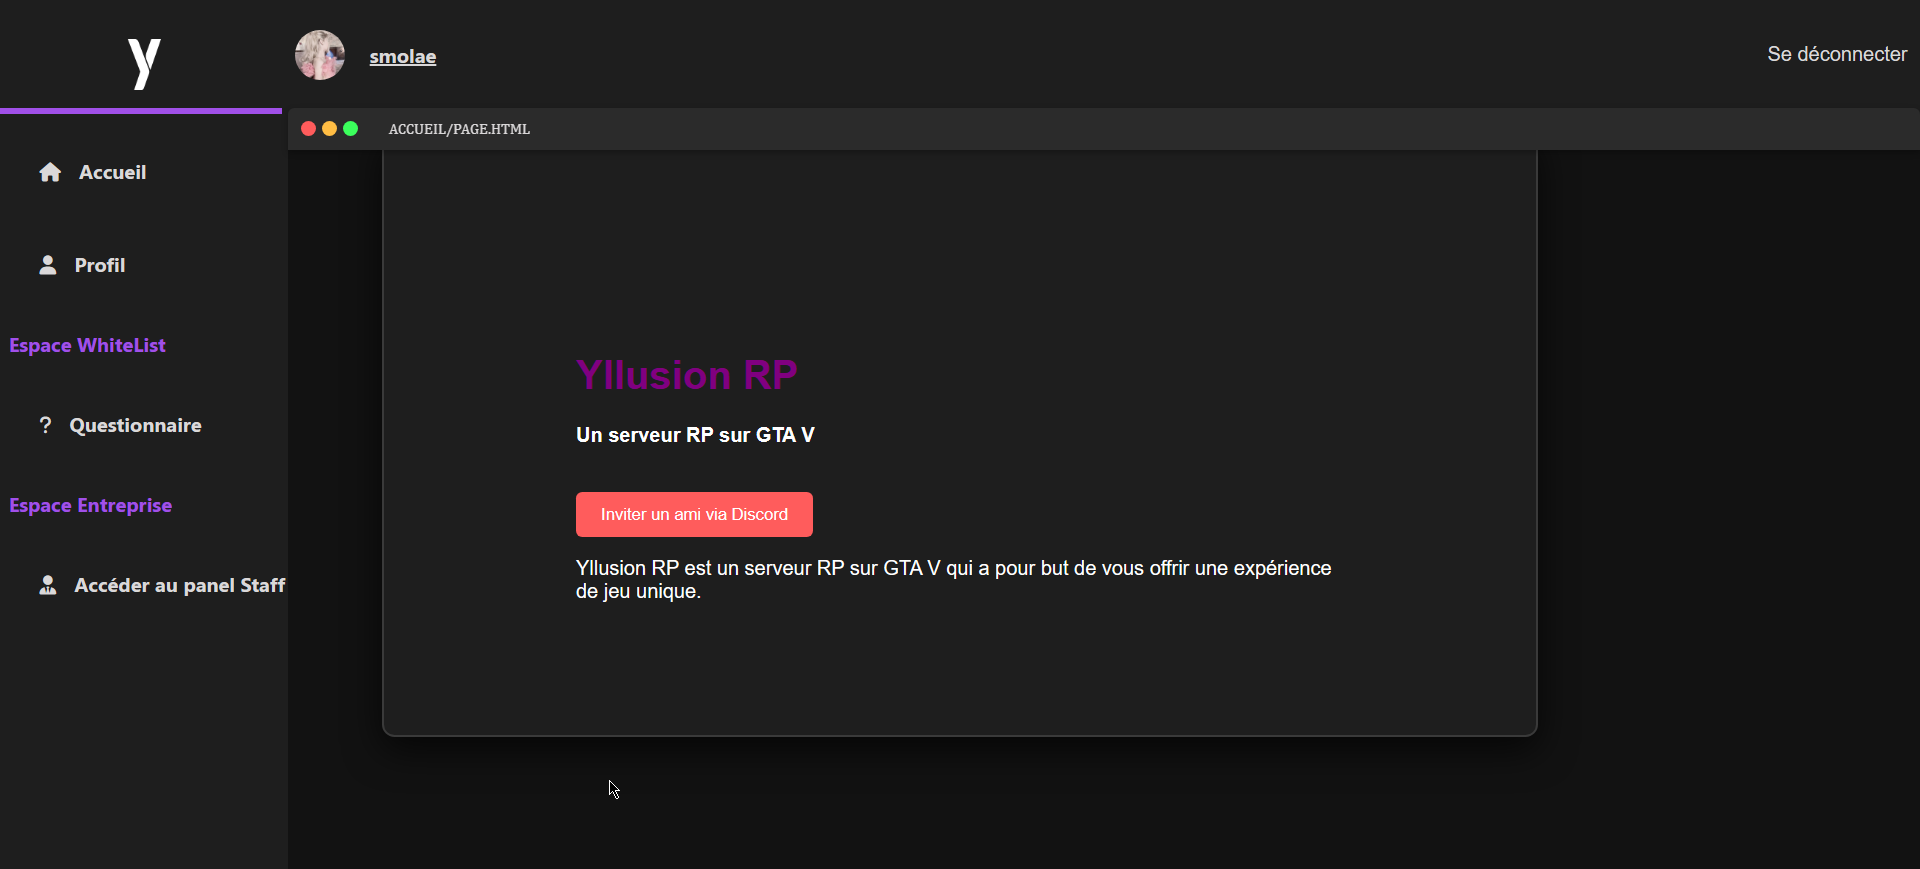 y
smolae
Se déconnecter
ACCUEIL/PAGE.HTML
Accueil
Profil
Espace WhiteList
? Questionnaire
Espace Entreprise
Accéder au panel Staff
Yllusion RP
Un serveur RP sur GTA V
Inviter un ami via Discord
Yllusion RP est un serveur RP sur GTA V qui a pour but de vous offrir une expérience
de jeu unique.